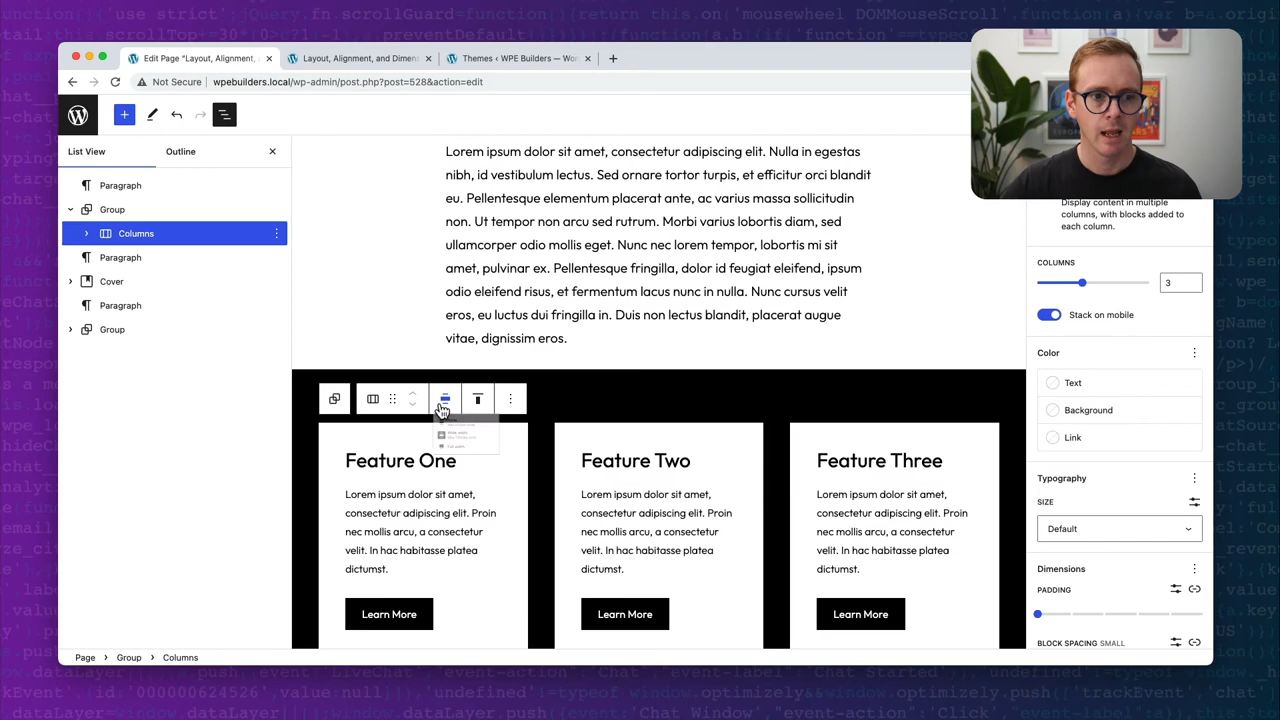 Edit Page "Layout, Alignment, a
Layout, Alignment, and Dimens
Themes ‹ WPE Builders — Wor
Not Secure
wpebuilders.local/wp-admin/post.php?post=528&action=edit
List View
Outline
Paragraph
Group
Columns
Paragraph
Cover
Paragraph
Group
Lorem ipsum dolor sit amet, consectetur adipiscing elit. Nulla in egestas
nibh, id vestibulum lectus. Sed ornare tortor turpis, et efficitur orci blandit
eu. Pellentesque elementum placerat ante, ac varius massa sollicitudin
non. Ut tempor non arcu sed rutrum. Morbi varius lobortis diam, sed
ullamcorper odio mollis eget. Nunc nec lorem tempor, lobortis mi sit
amet, pulvinar ex. Pellentesque fringilla, dolor id feugiat eleifend, ipsum
odio eleifend risus, et fermentum lacus nunc in nulla. Nunc cursus velit
eros, eu luctus dui fringilla in. Duis non lectus blandit, placerat augue
vitae, dignissim eros.
Wide width
Full width
Feature One
Lorem ipsum dolor sit amet,
consectetur adipiscing elit. Proin
nec mollis arcu, a consectetur
velit. In hac habitasse platea
dictumst.
Learn More
Feature Two
Lorem ipsum dolor sit amet,
consectetur adipiscing elit. Proin
nec mollis arcu, a consectetur
velit. In hac habitasse platea
dictumst.
Learn More
Feature Three
Lorem ipsum dolor sit amet,
consectetur adipiscing elit. Proin
nec mollis arcu, a consectetur
velit. In hac habitasse platea
dictumst.
Learn More
Display content in multiple
columns, with blocks added to
each column.
COLUMNS
3
Stack on mobile
Color
Text
Background
Link
Typography
SIZE
Default
Dimensions
PADDING
BLOCK SPACING SMALL
Page
Group
Columns